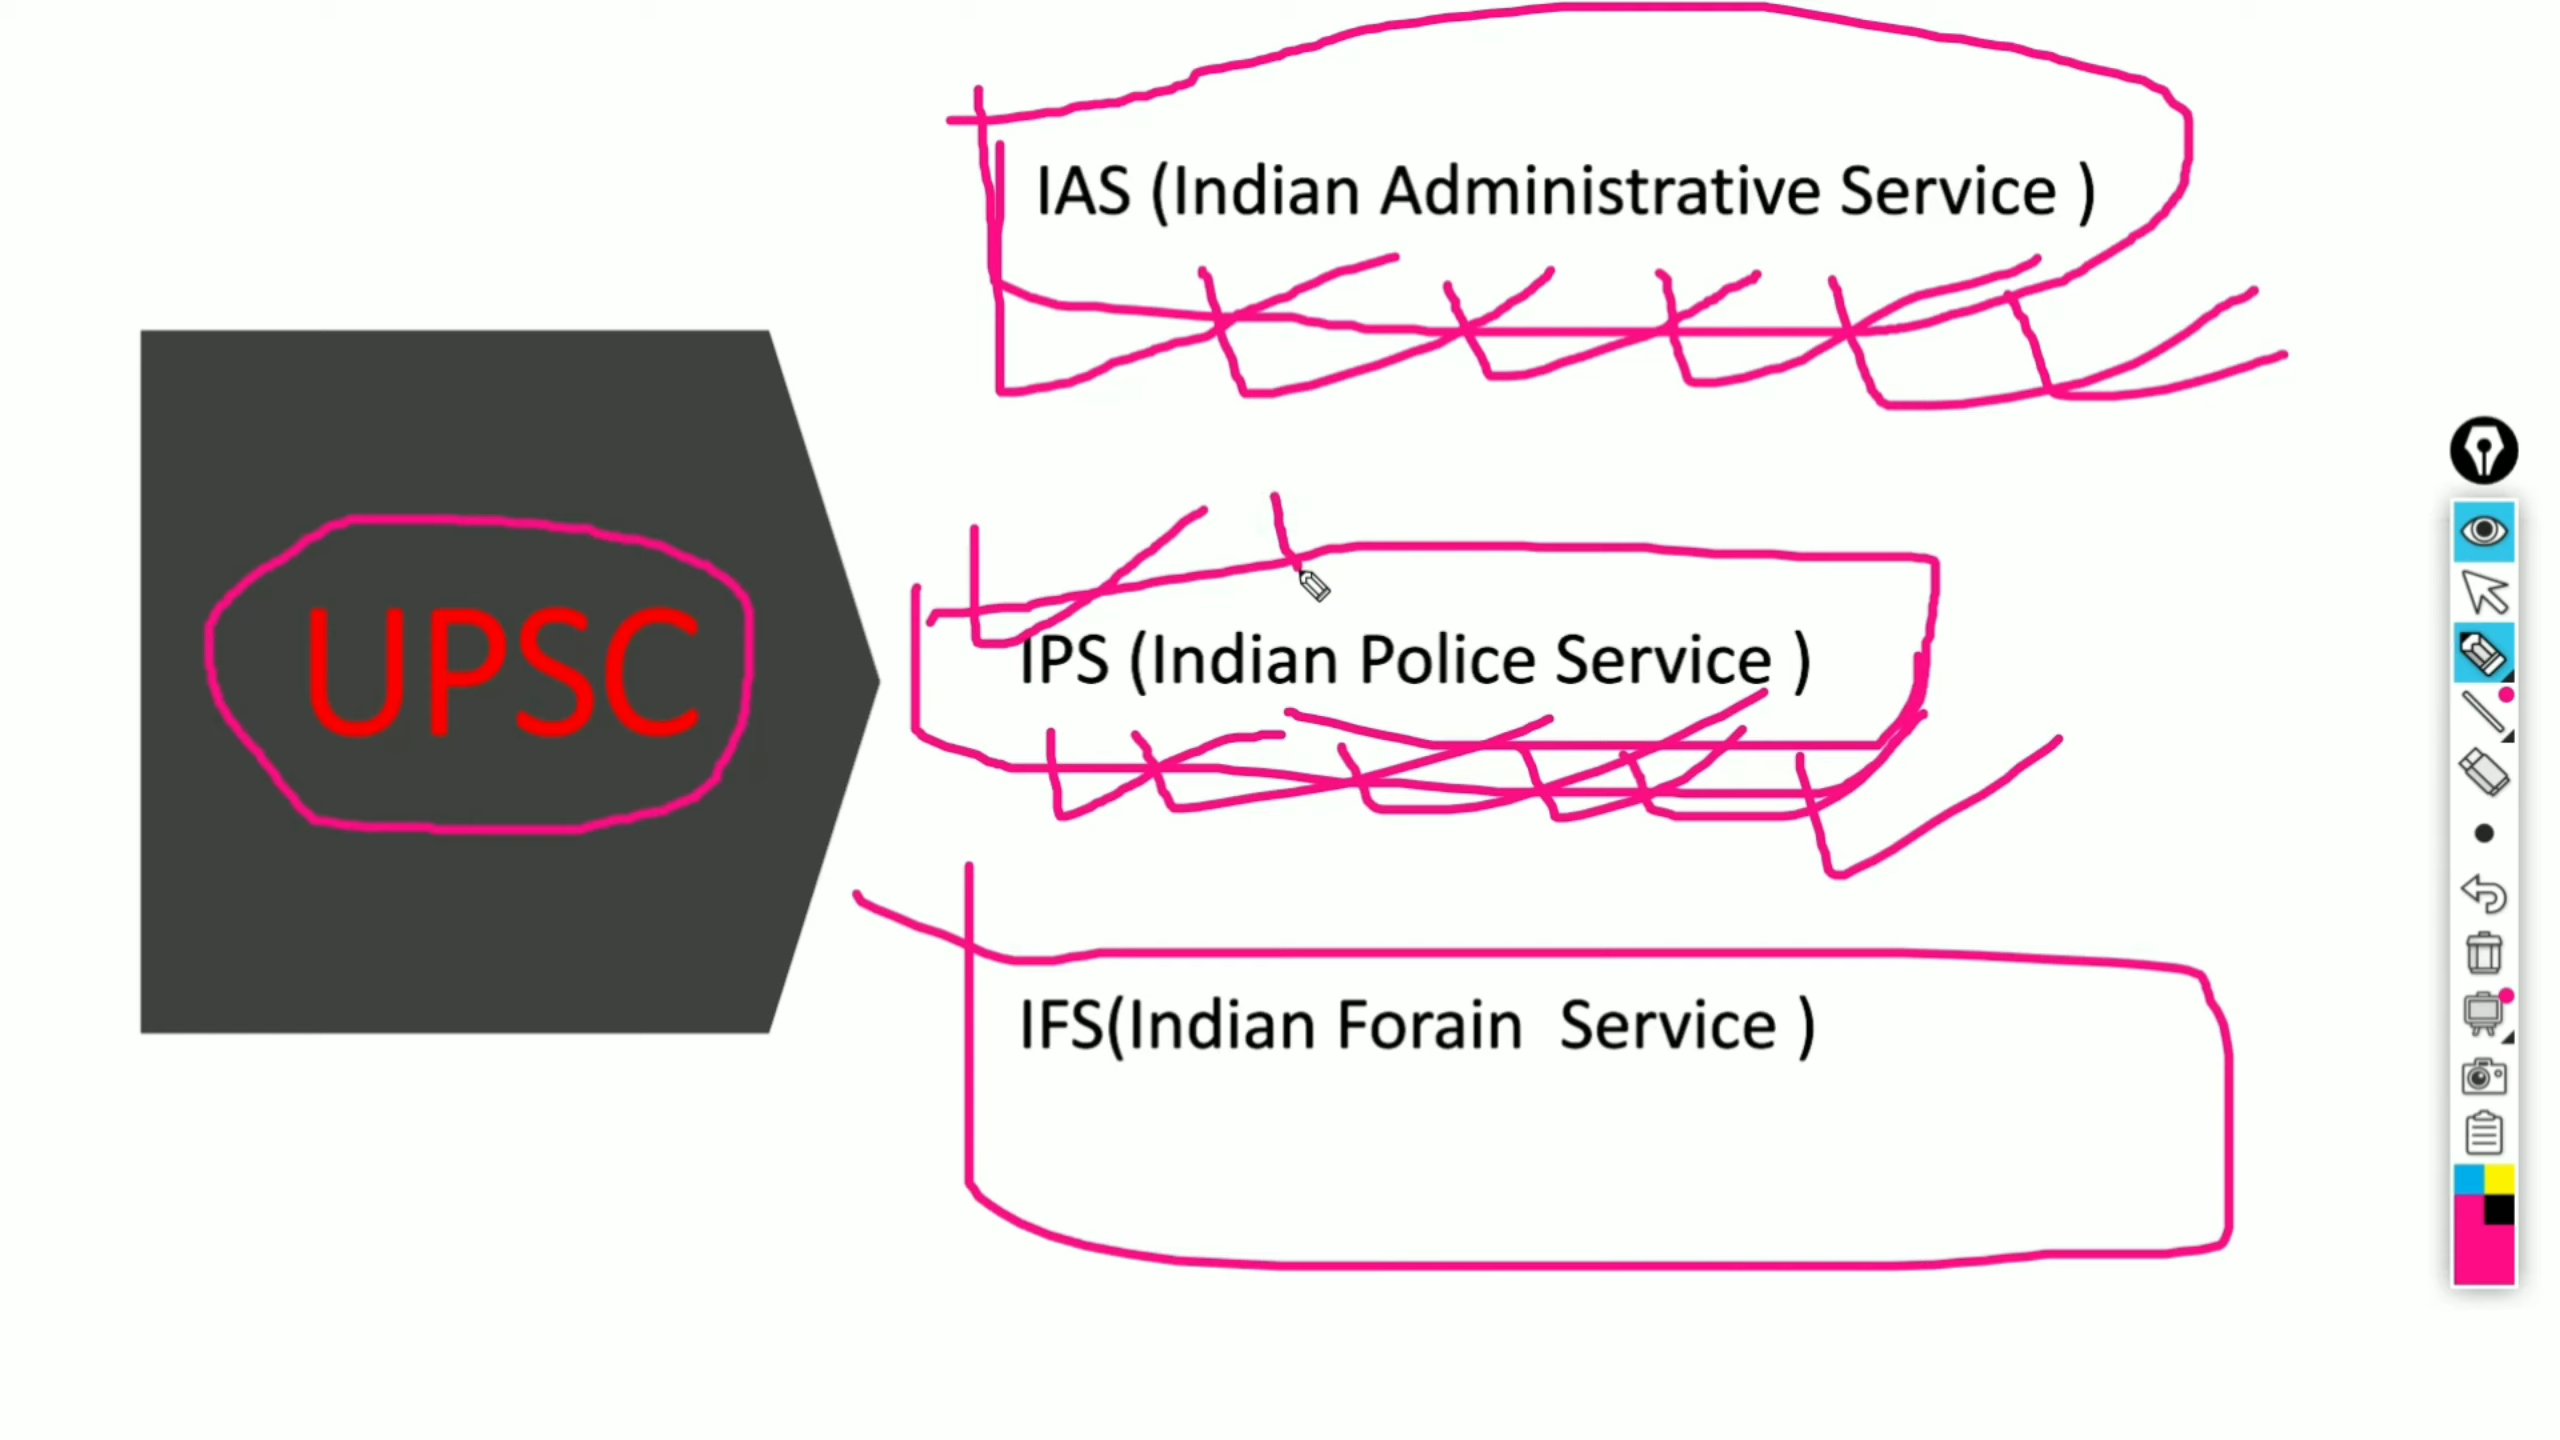 IAS (Indian Administrative Service )
UPSC
IPS (Indian Police Service )
IFS(Indian Forain  Service )